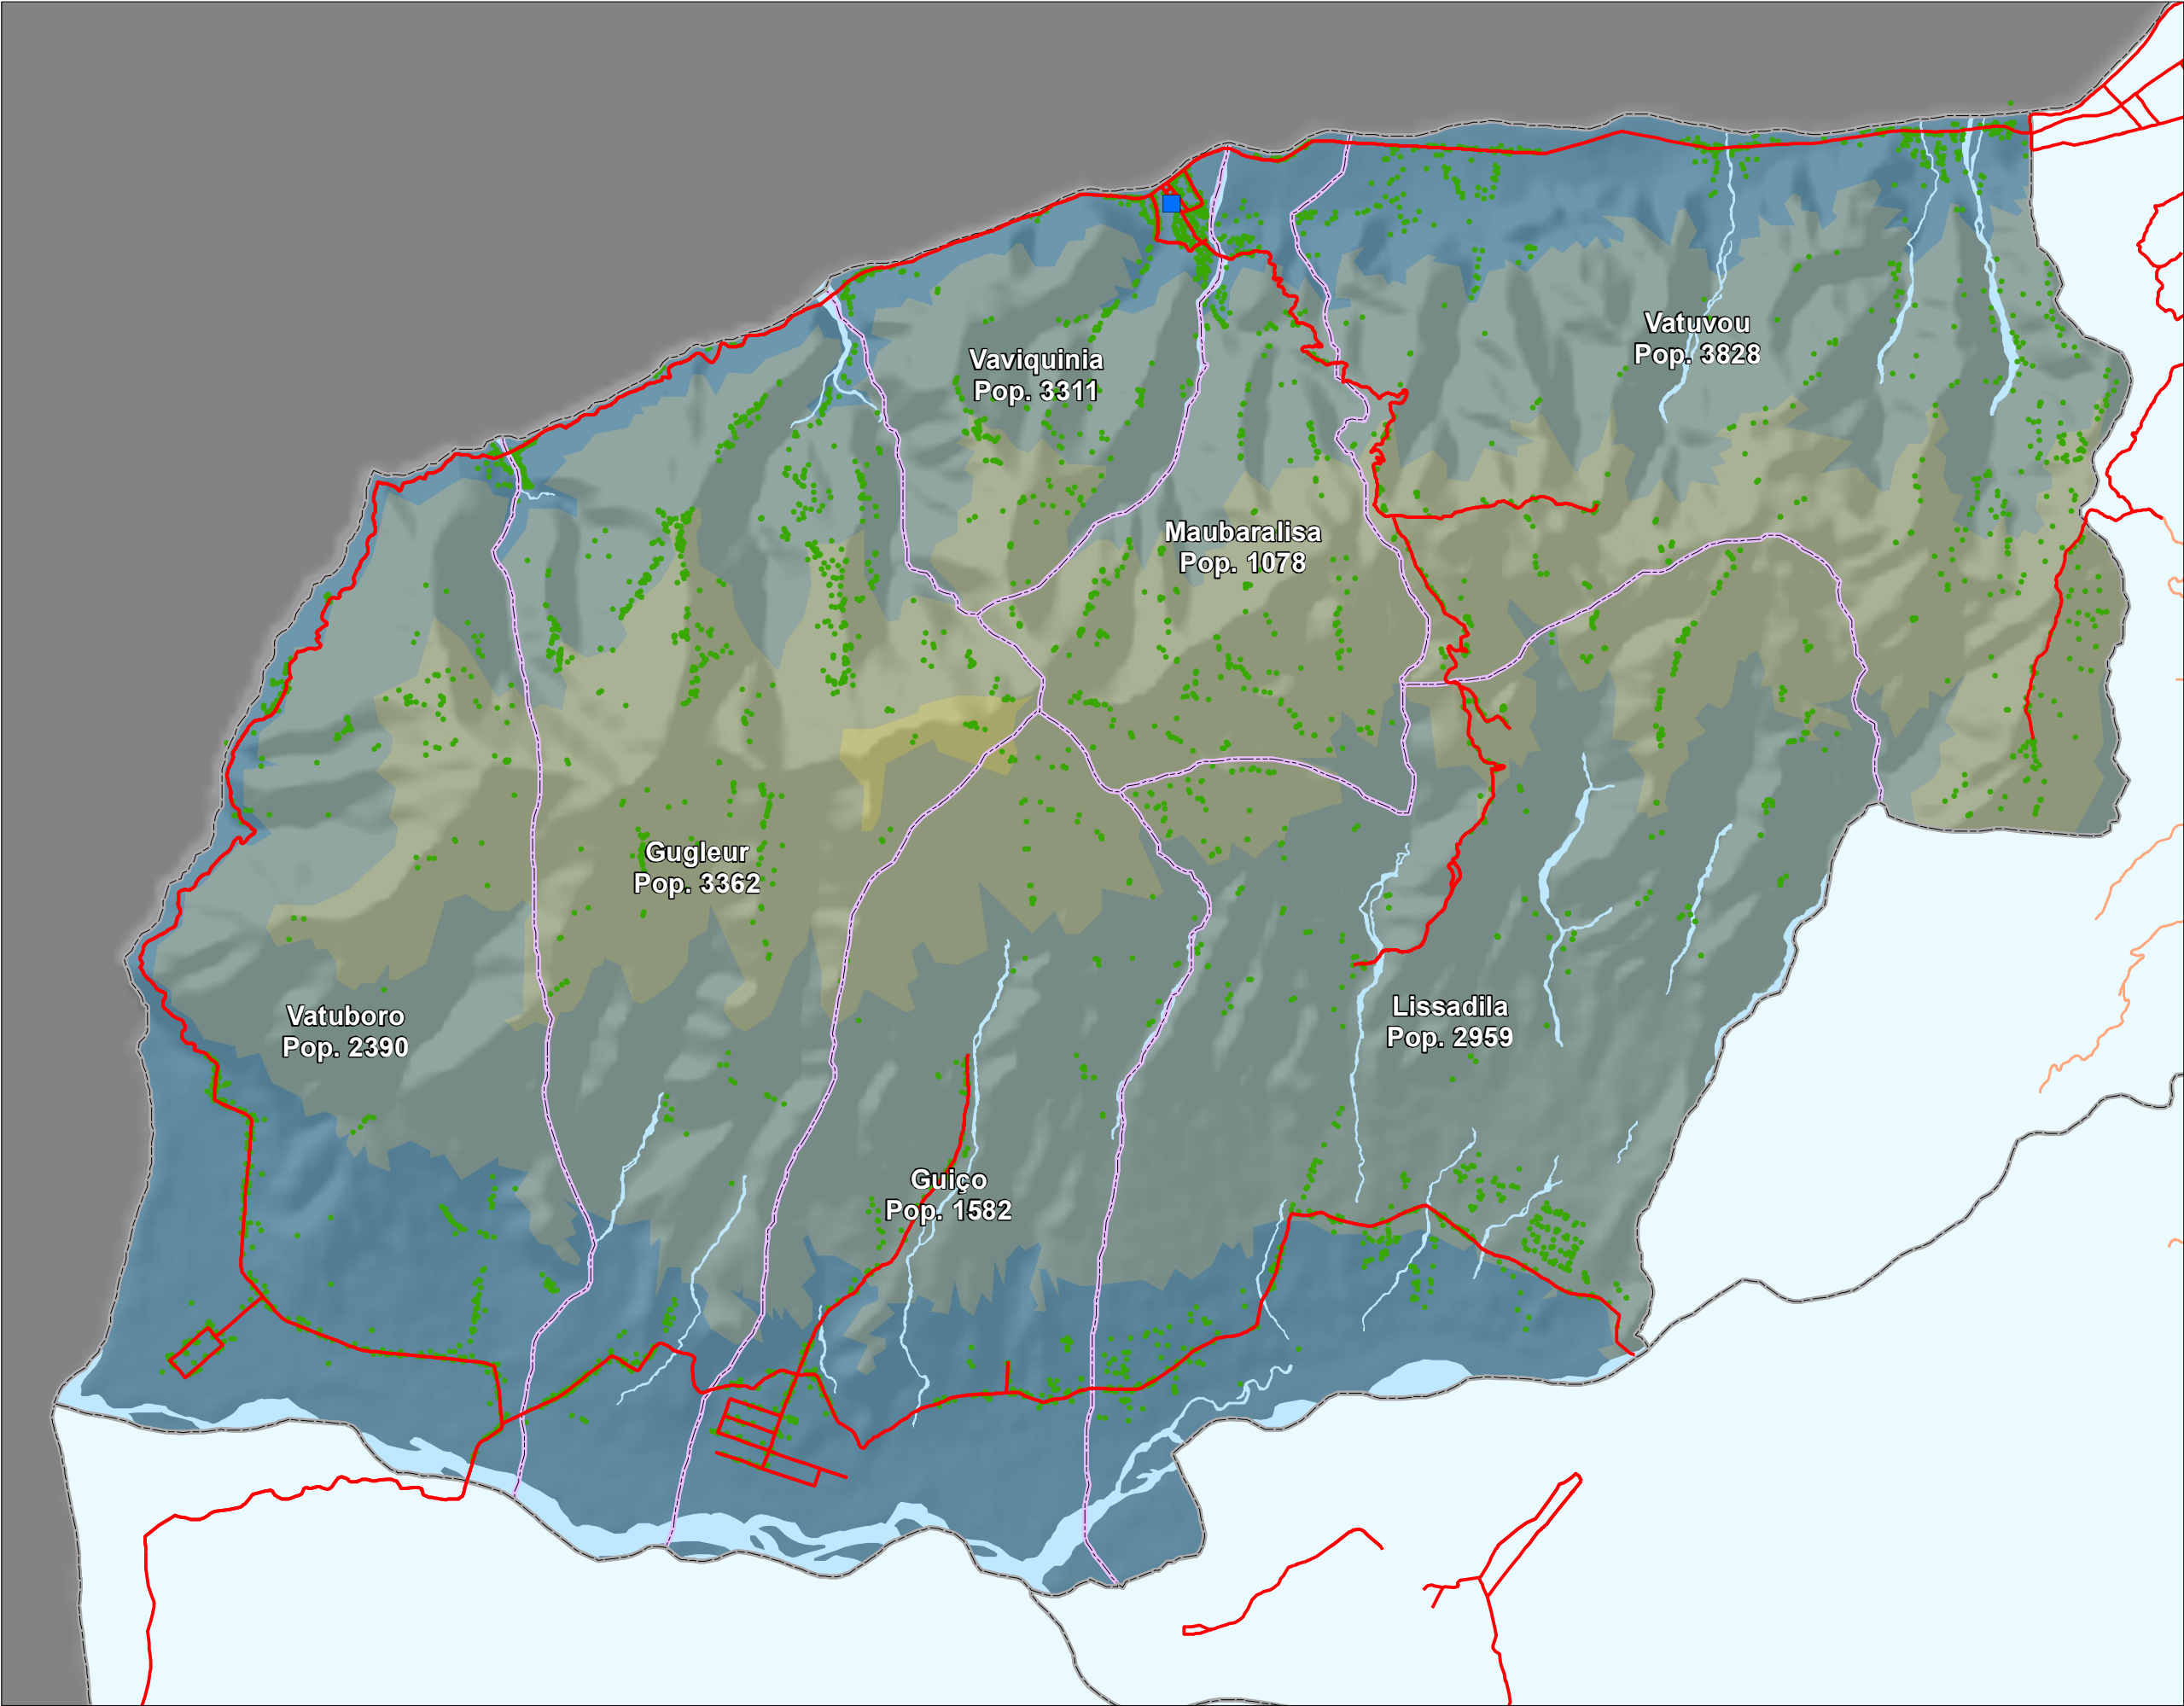 Vatuvou
Pop. 3828
Vaviquinia
Pop. 3311
Maubaralisa
Pop. 1078
Gugleur
Pop. 3362
Vatuboro
Pop. 2390
Lissadila
Pop. 2959
Guiço
Pop. 1582